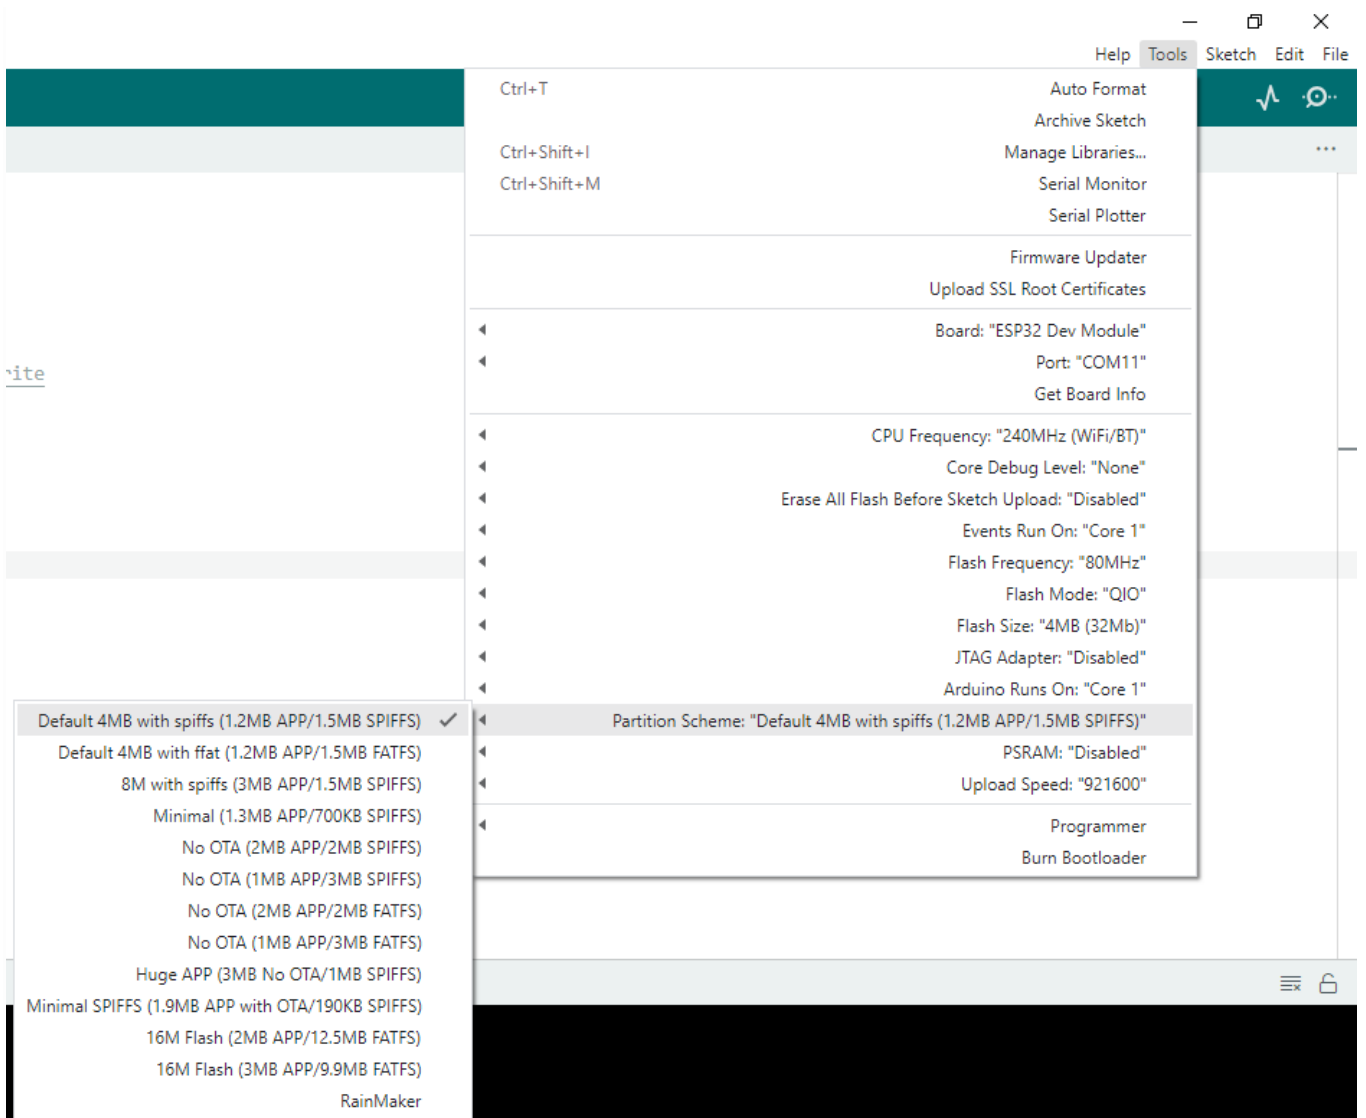 File Edit Sketch Tools Help
Auto Format Ctrl+T
Archive Sketch
Manage Libraries... Ctrl+Shift+I
Serial Monitor Ctrl+Shift+M
Serial Plotter
Firmware Updater
Upload SSL Root Certificates
Board: "ESP32 Dev Module"
Port: "COM11"
rite
Get Board Info
CPU Frequency: "240MHz (WiFi/BT)"
Core Debug Level: "None"
Erase All Flash Before Sketch Upload: "Disabled"
Events Run On: "Core 1"
Flash Frequency: "80MHz"
Flash Mode: "QIO"
Flash Size: "4MB (32Mb)"
JTAG Adapter: "Disabled"
Arduino Runs On: "Core 1"
Partition Scheme: "Default 4MB with spiffs (1.2MB APP/1.5MB SPIFFS)"
PSRAM: "Disabled"
Upload Speed: "921600"
Programmer
Burn Bootloader
Default 4MB with spiffs (1.2MB APP/1.5MB SPIFFS)
Default 4MB with ffat (1.2MB APP/1.5MB FATFS)
8M with spiffs (3MB APP/1.5MB SPIFFS)
Minimal (1.3MB APP/700KB SPIFFS)
No OTA (2MB APP/2MB SPIFFS)
No OTA (1MB APP/3MB SPIFFS)
No OTA (2MB APP/2MB FATFS)
No OTA (1MB APP/3MB FATFS)
Huge APP (3MB No OTA/1MB SPIFFS)
Minimal SPIFFS (1.9MB APP with OTA/190KB SPIFFS)
16M Flash (2MB APP/12.5MB FATFS)
16M Flash (3MB APP/9.9MB FATFS)
RainMaker